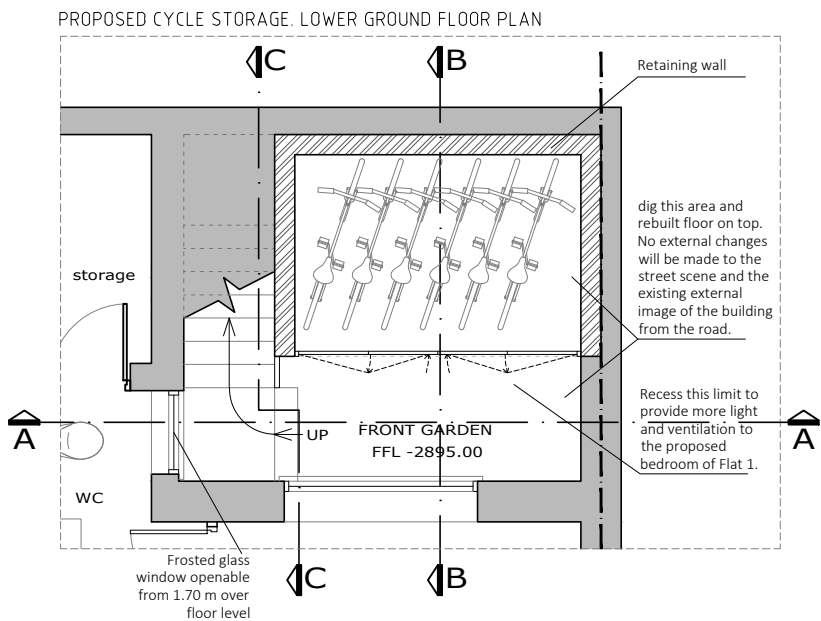 PROPOSED CYCLE STORAGE. LOWER GROUND FLOOR PLAN
C
B
Retaining wall
dig this area and
rebuilt floor on top.
No external changes
will be made to the
street scene and the
existing external
image of the building
from the road.
storage
Recess this limit to
provide more light
and ventilation to
the proposed
bedroom of Flat 1.
A
UP
FRONT GARDEN
FFL -2895.00
A
WC
Frosted glass
window openable
from 1.70 m over
floor level
C
B